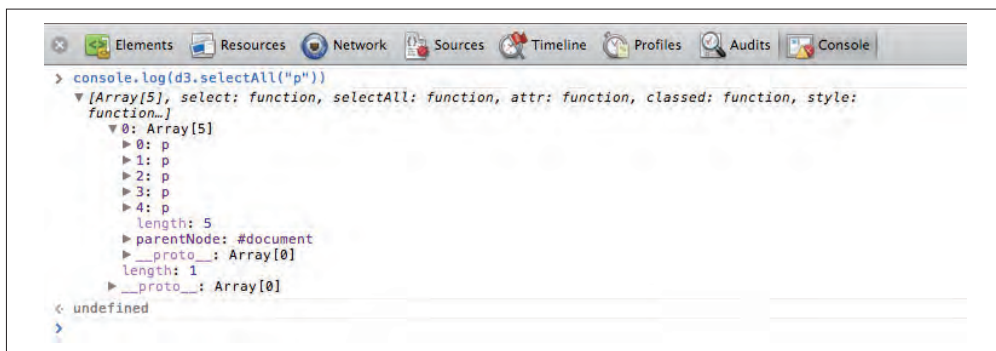 Elements Resources Network Sources Timeline Profiles Audits Console
> console.log(d3.selectAll("p"))
▼ [Array[5], select: function, selectAll: function, attr: function, classed: function, style:
function…]
▼ 0: Array[5]
▶ 0: p
▶ 1: p
▶ 2: p
▶ 3: p
▶ 4: p
length: 5
▶ parentNode: #document
▶ __proto__: Array[0]
length: 1
▶ __proto__: Array[0]
< undefined
>